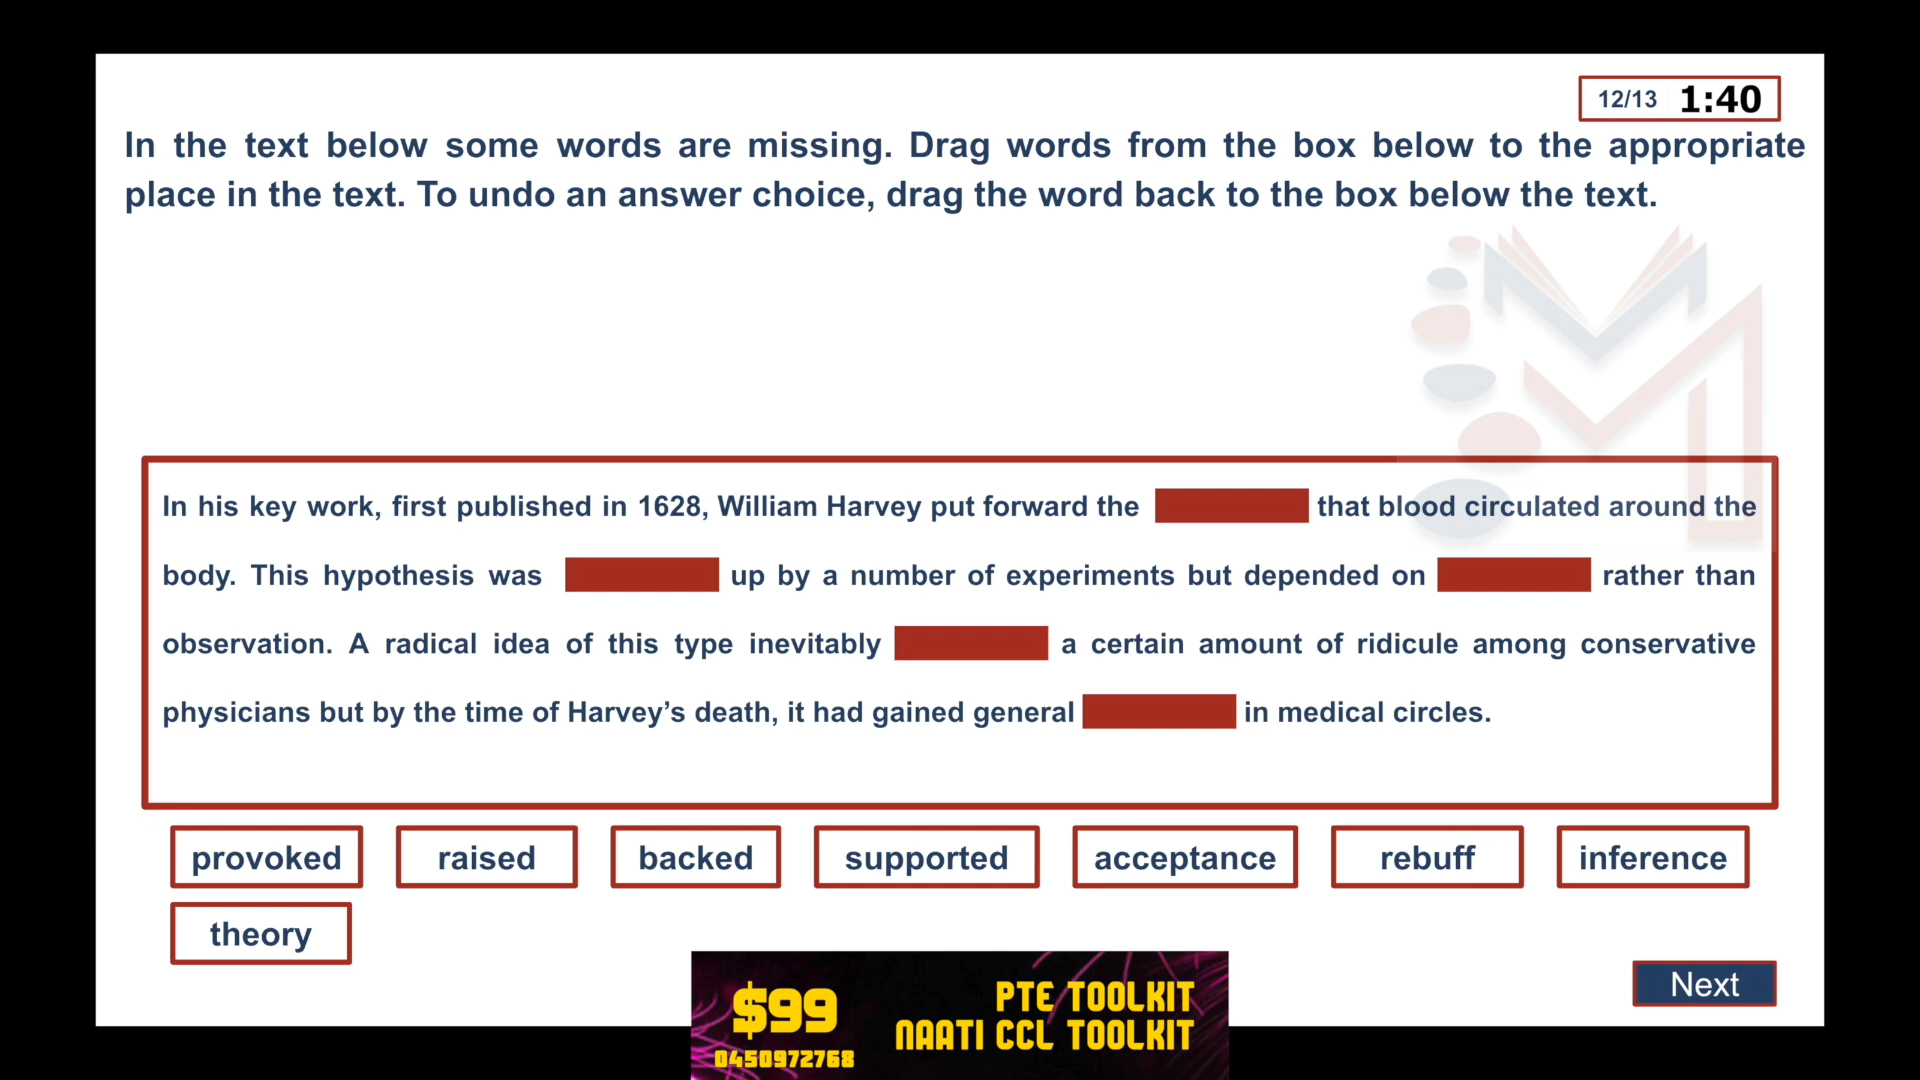 12/13 1:40
In the text below some words are missing. Drag words from the box below to the appropriate
place in the text. To undo an answer choice, drag the word back to the box below the text.
In his key work, first published in 1628, William Harvey put forward the that blood circulated around the
body. This hypothesis was up by a number of experiments but depended on rather than
observation. A radical idea of this type inevitably a certain amount of ridicule among conservative
physicians but by the time of Harvey’s death, it had gained general in medical circles.
provoked raised backed supported acceptance rebuff inference
theory
Next
$99 PTE TOOLKIT
NAATI CCL TOOLKIT
0450972768